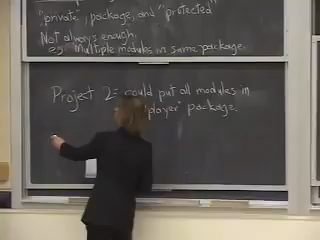 "private", package, and "protected"
Not always enough,
e.g. Multiple modules in same package.
Project 2: could put all modules in
"player" package.